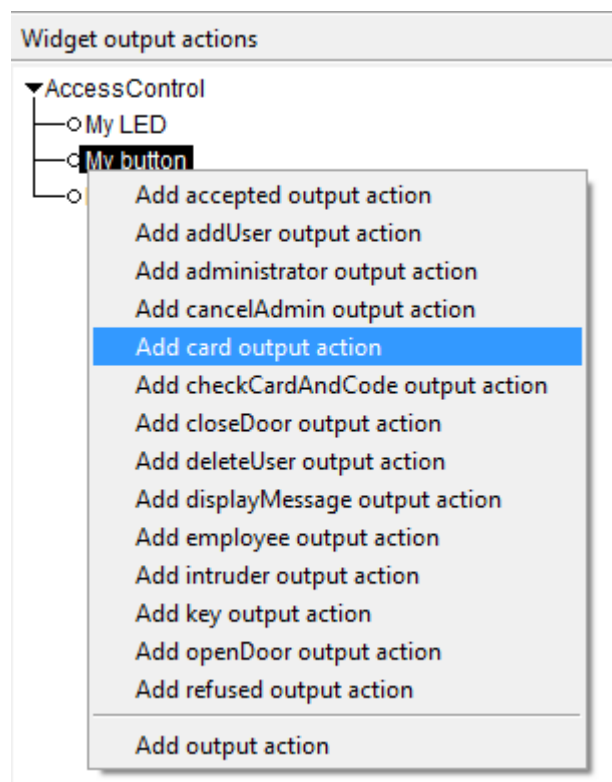 Widget output actions
AccessControl
My LED
My button
Add accepted output action
Add addUser output action
Add administrator output action
Add cancelAdmin output action
Add card output action
Add checkCardAndCode output action
Add closeDoor output action
Add deleteUser output action
Add displayMessage output action
Add employee output action
Add intruder output action
Add key output action
Add openDoor output action
Add refused output action
Add output action